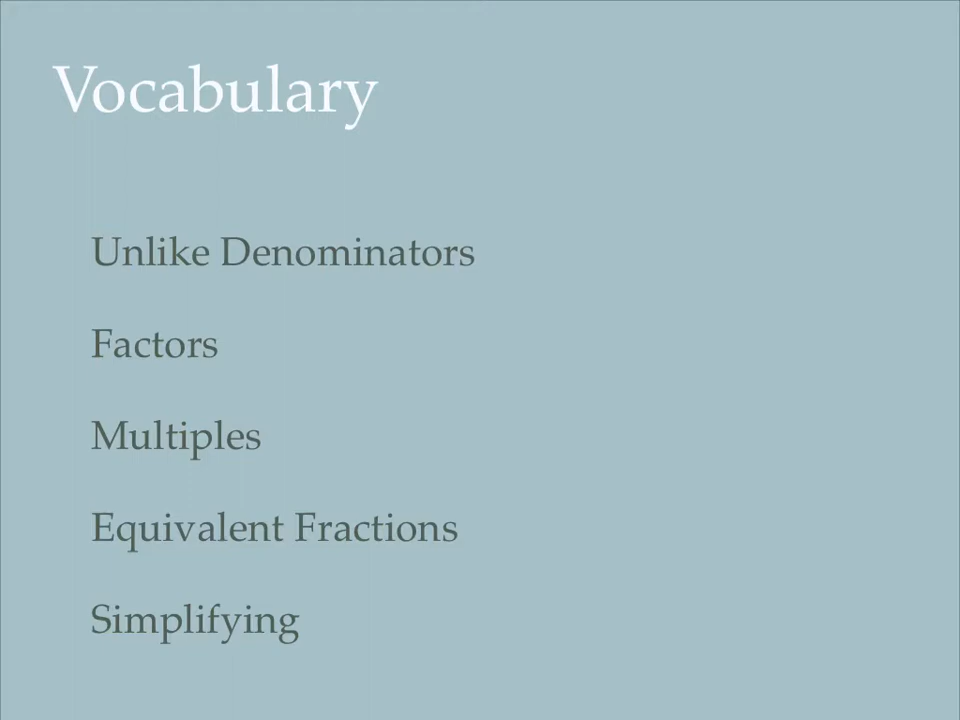 Vocabulary
Unlike Denominators
Factors
Multiples
Equivalent Fractions
Simplifying